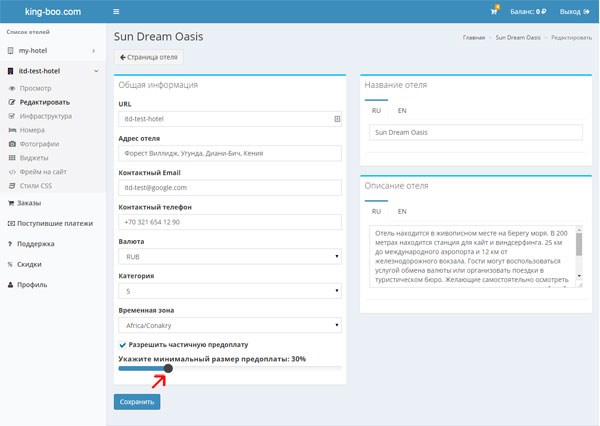 king-boo.com
4
Баланс: 0 ₽
Выход
Список отелей
my-hotel
itd-test-hotel
Просмотр
Редактировать
Инфраструктура
Номера
Фотографии
Виджеты
Фрейм на сайт
Стили CSS
Заказы
Поступившие платежи
Поддержка
Скидки
Профиль
Sun Dream Oasis
Главная > Sun Dream Oasis > Редактировать
Страница отеля
Общая информация
URL
itd-test-hotel
Адрес отеля
Форест Виллидж, Угунда, Диани-Бич, Кения
Контактный Email
itd-test@google.com
Контактный телефон
+70 321 654 12 90
Валюта
RUB
Категория
5
Временная зона
Africa/Conakry
Разрешить частичную предоплату
Укажите минимальный размер предоплаты: 30%
Сохранить
Название отеля
RU EN
Sun Dream Oasis
Описание отеля
RU EN
Отель находится в живописном месте на берегу моря. В 200
метрах находится станция для кайт и виндсерфинга. 25 км
до международного аэропорта и 12 км от
железнодорожного вокзала. Гости могут воспользоваться
услугой обмена валюты или организовать поездки в
туристическом бюро. Желающие самостоятельно осмотреть